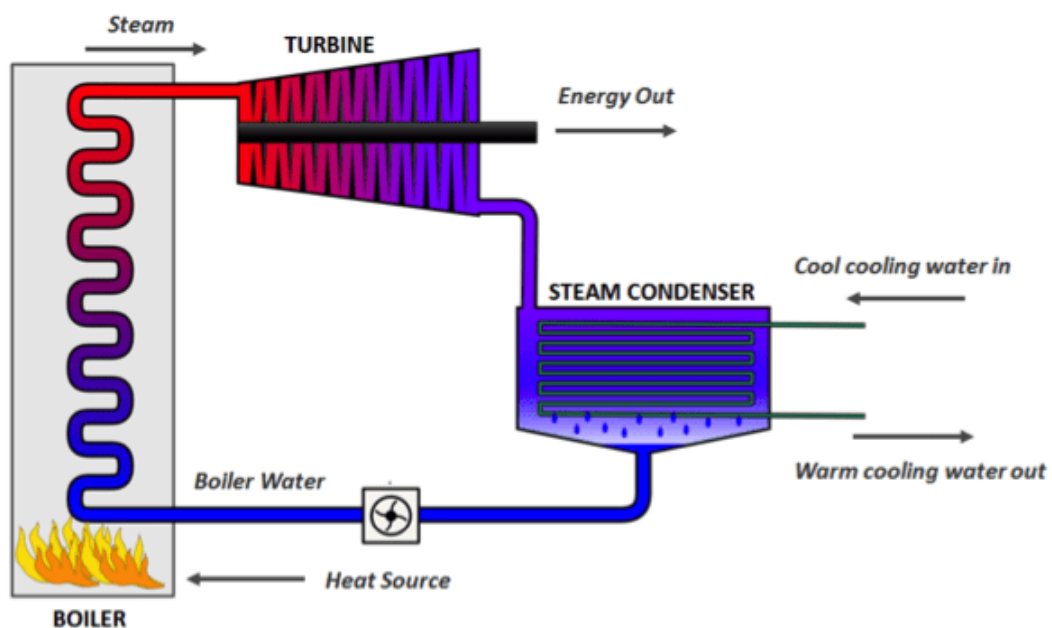 Steam
TURBINE
Energy Out
Cool cooling water in
STEAM CONDENSER
Warm cooling water out
Boiler Water
Heat Source
BOILER